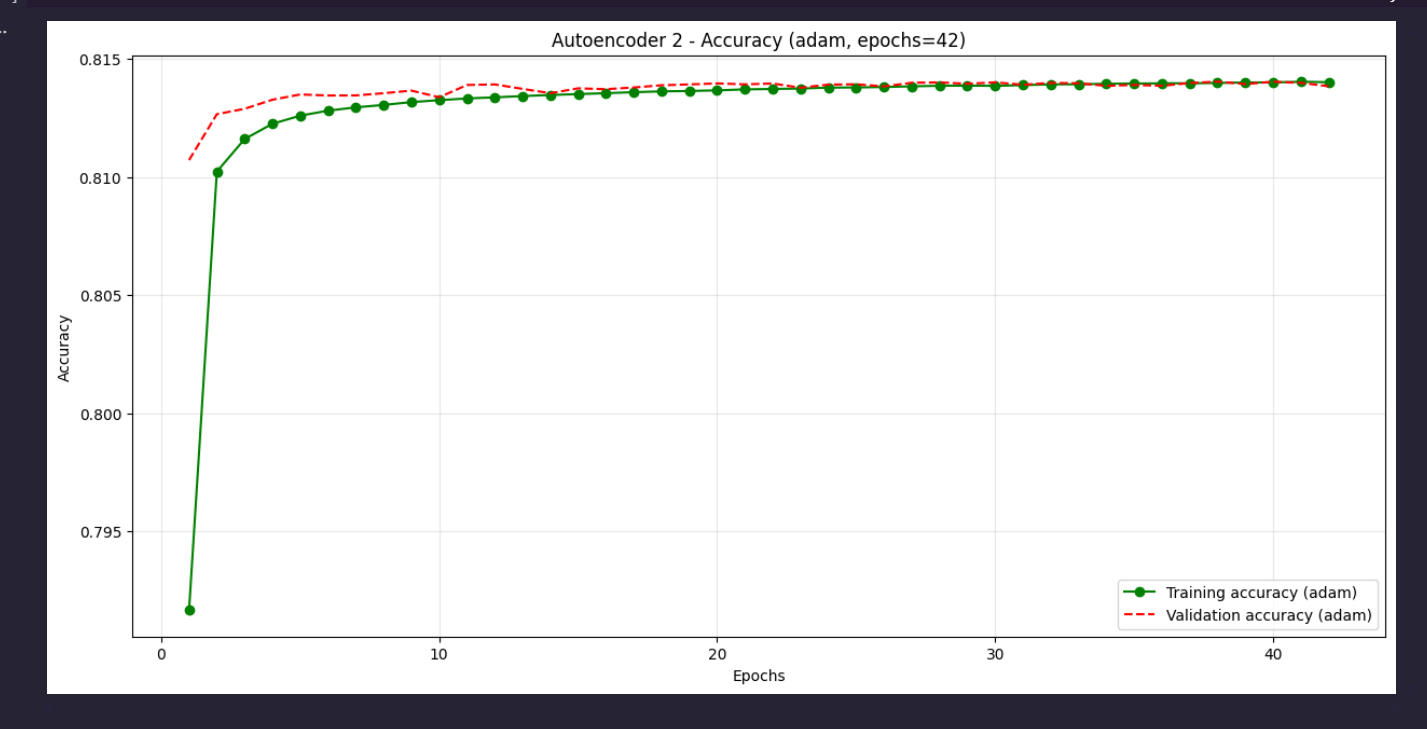 Autoencoder 2 - Accuracy (adam, epochs=42)
0.815
0.810
0.805
0.800
0.795
Accuracy
0
10
20
30
40
Epochs
Training accuracy (adam)
Validation accuracy (adam)